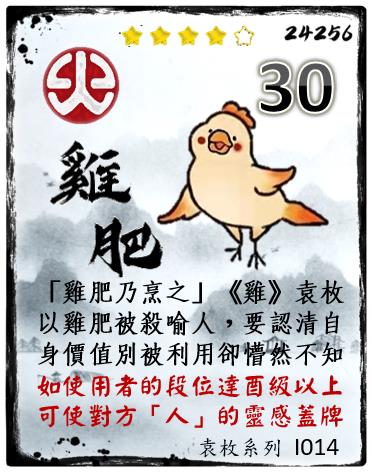 24256
火
30
雞
肥
「雞肥乃烹之」《雞》袁枚
以雞肥被殺喻人，要認清自
身價值別被利用卻懵然不知
如使用者的段位達酉級以上
可使對方「人」的靈感蓋牌
袁枚系列 I014